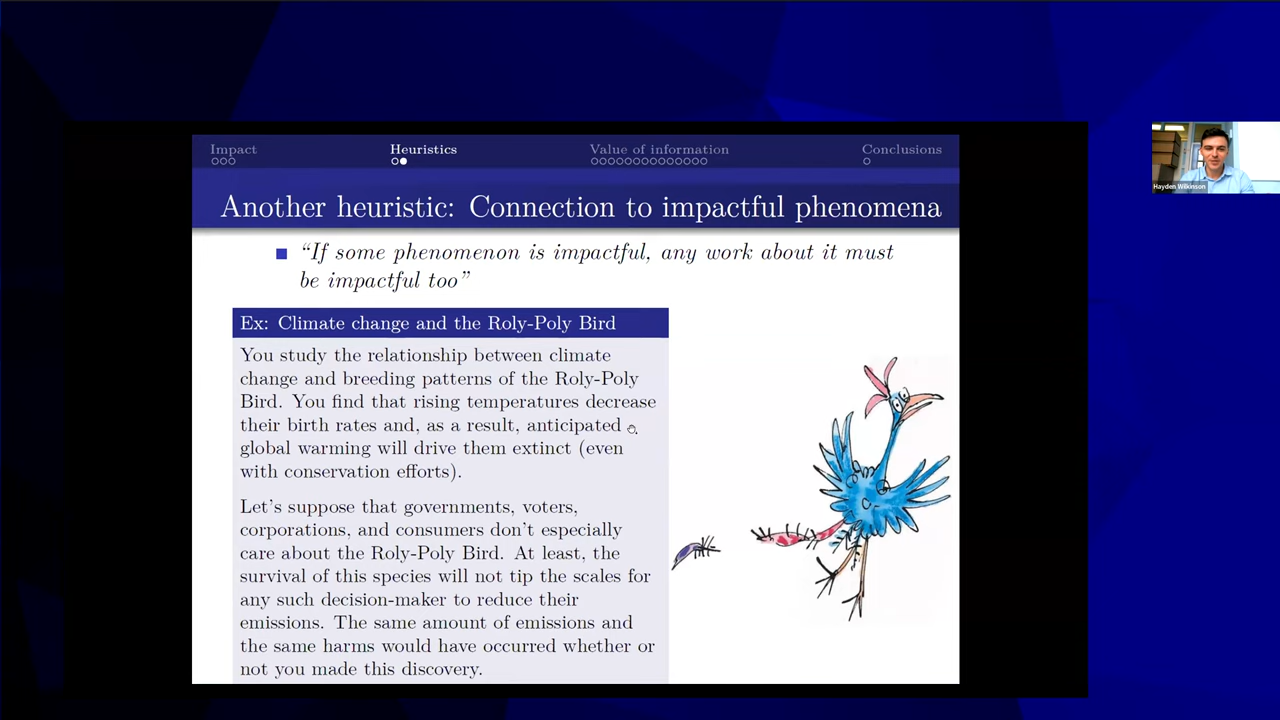 Impact
Heuristics
Value of information
Conclusions
Another heuristic: Connection to impactful phenomena
“If some phenomenon is impactful, any work about it must
be impactful too”
Ex: Climate change and the Roly-Poly Bird
You study the relationship between climate
change and breeding patterns of the Roly-Poly
Bird. You find that rising temperatures decrease
their birth rates and, as a result, anticipated
global warming will drive them extinct (even
with conservation efforts).
Let’s suppose that governments, voters,
corporations, and consumers don’t especially
care about the Roly-Poly Bird. At least, the
survival of this species will not tip the scales for
any such decision-maker to reduce their
emissions. The same amount of emissions and
the same harms would have occurred whether or
not you made this discovery.
Hayden Wilkinson